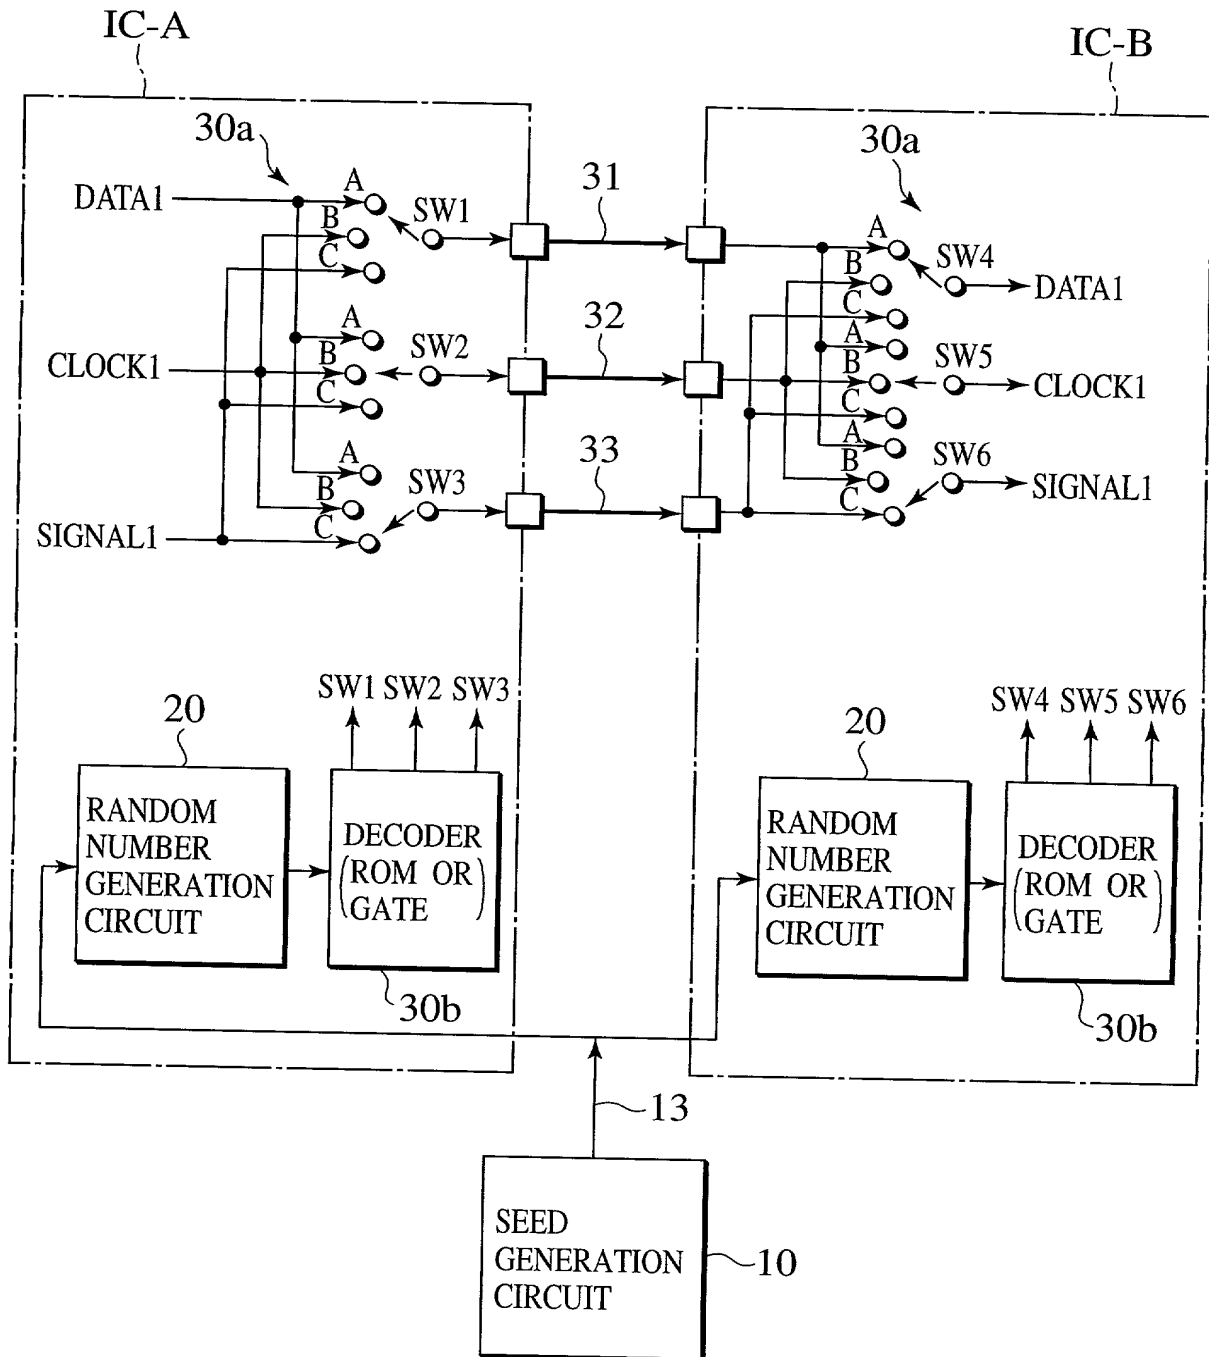 IC-A
IC-B
30a
30a
DATA1
A
SW1
31
B
C
A
SW4
DATA1
B
C
CLOCK1
A
SW2
32
B
C
A
SW5
CLOCK1
B
C
SIGNAL1
A
SW3
33
B
C
A
SW6
SIGNAL1
B
C
SW1 SW2 SW3
SW4 SW5 SW6
20
20
RANDOM
NUMBER
GENERATION
CIRCUIT
DECODER
(ROM OR)
GATE
30b
RANDOM
NUMBER
GENERATION
CIRCUIT
DECODER
(ROM OR)
GATE
30b
13
SEED
GENERATION
CIRCUIT
10